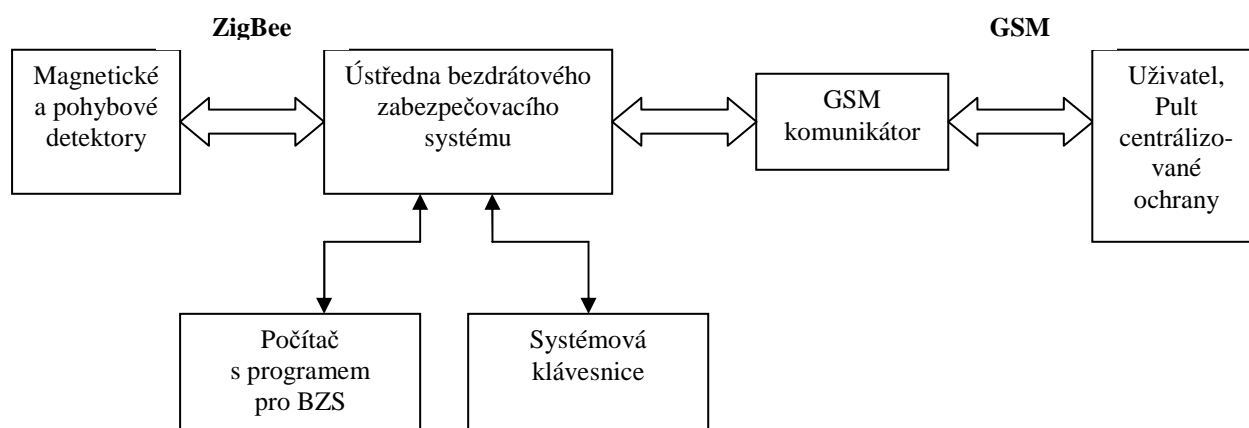 ZigBee
GSM
Magnetické
a pohybové
detektory
Ústředna bezdrátového
zabezpečovacího
systému
GSM
komunikátor
Uživatel,
Pult
centrálizo-
vané
ochrany
Počítač
s programem
pro BZS
Systémová
klávesnice